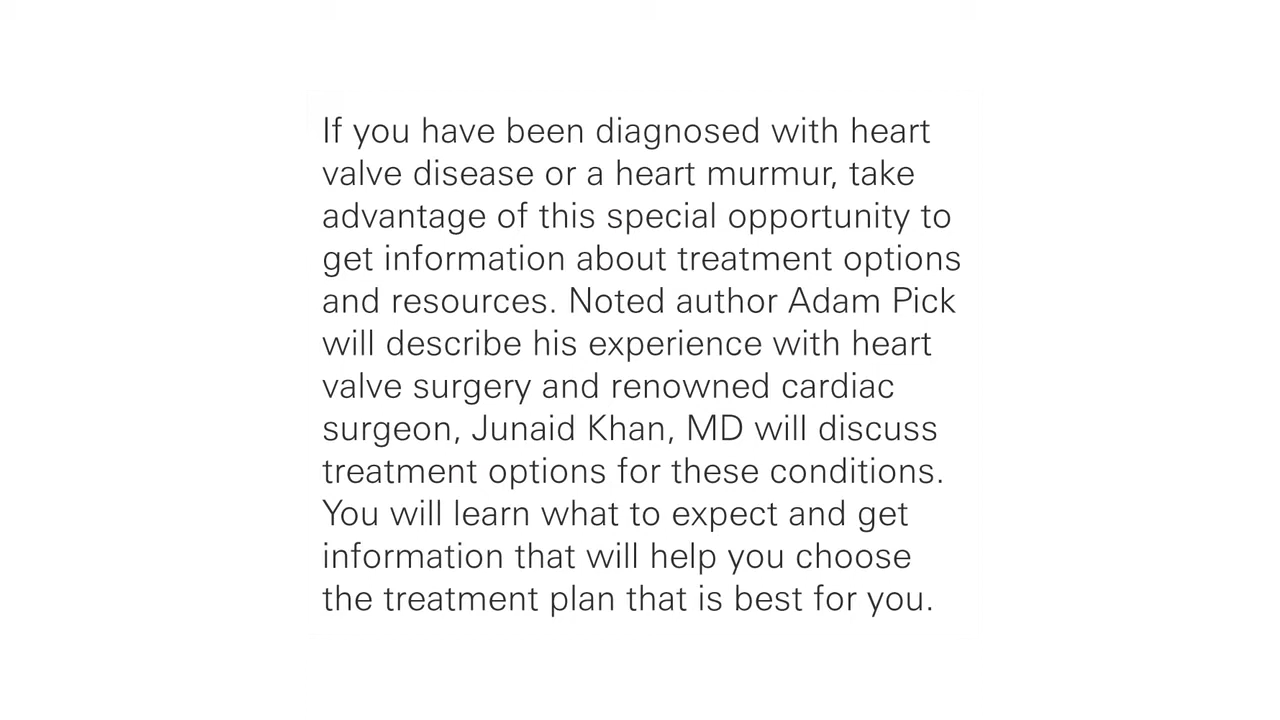 If you have been diagnosed with heart
valve disease or a heart murmur, take
advantage of this special opportunity to
get information about treatment options
and resources. Noted author Adam Pick
will describe his experience with heart
valve surgery and renowned cardiac
surgeon, Junaid Khan, MD will discuss
treatment options for these conditions.
You will learn what to expect and get
information that will help you choose
the treatment plan that is best for you.